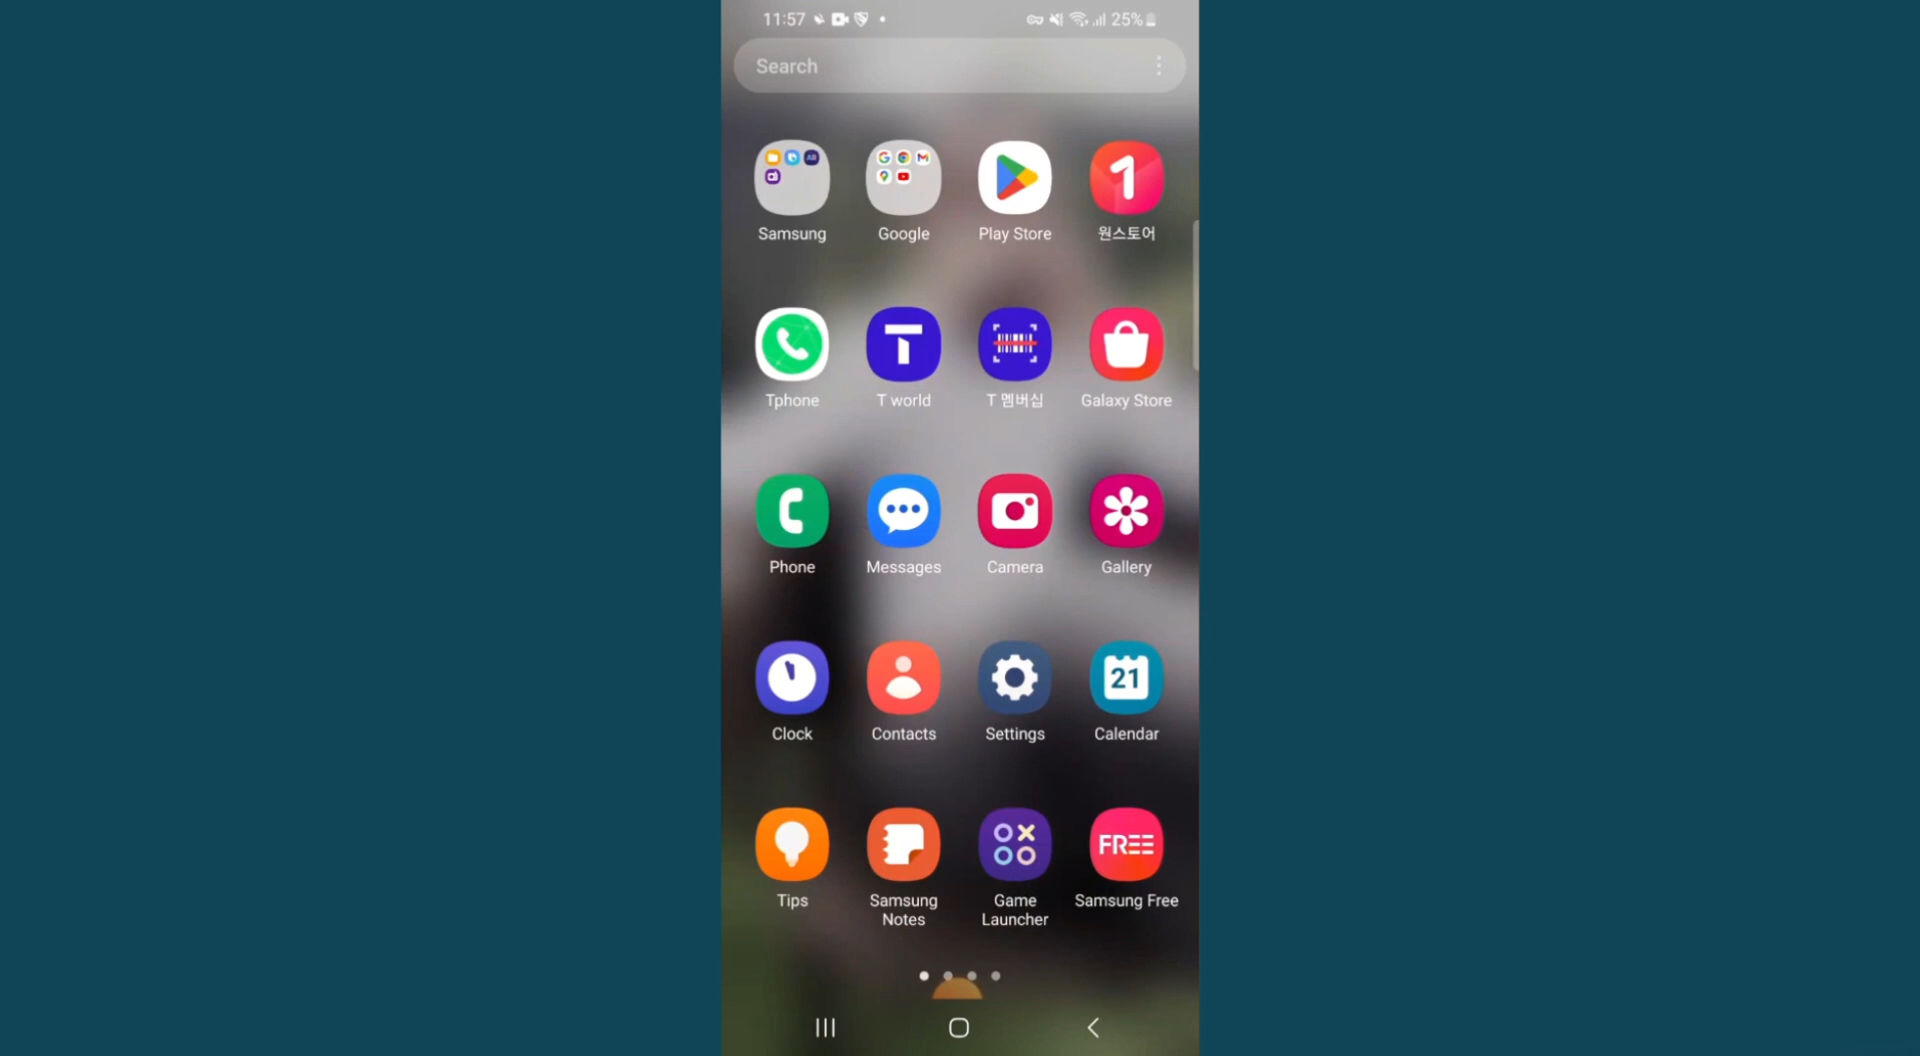 11:57
25%
Search
Samsung
Google
Play Store
원스토어
Tphone
T world
T 멤버십
Galaxy Store
Phone
Messages
Camera
Gallery
Clock
Contacts
Settings
21
Calendar
FREE
Tips
Samsung
Notes
Game
Launcher
Samsung Free